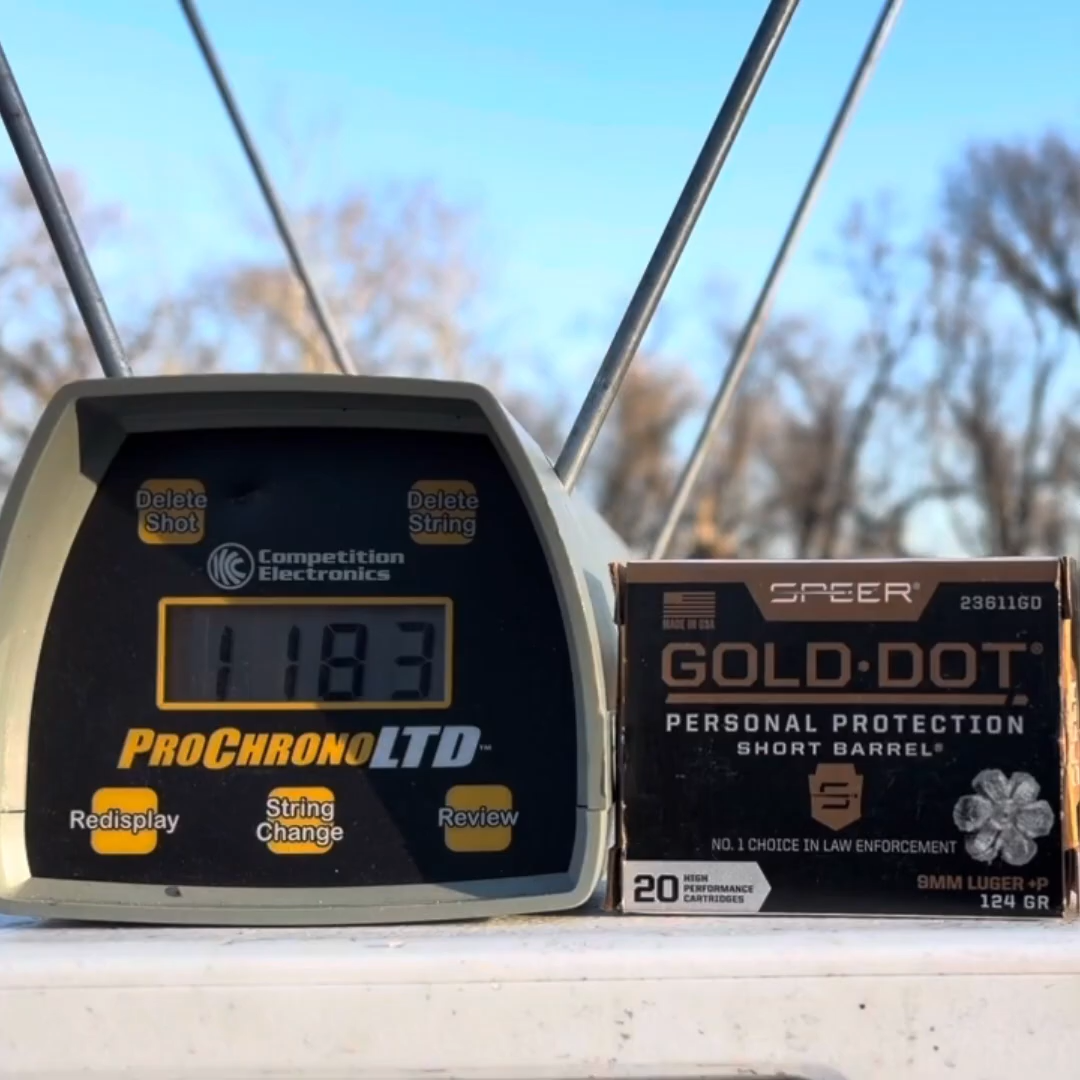 Delete
Shot
Delete
String
Competition
Electronics
1183
PROCHRONOLTD™
Redisplay
String
Change
Review
SPEER®
23611GD
MADE IN USA
GOLD·DOT®
PERSONAL PROTECTION
SHORT BARREL®
NO. 1 CHOICE IN LAW ENFORCEMENT
20 HIGH
PERFORMANCE
CARTRIDGES
9MM LUGER +P
124 GR